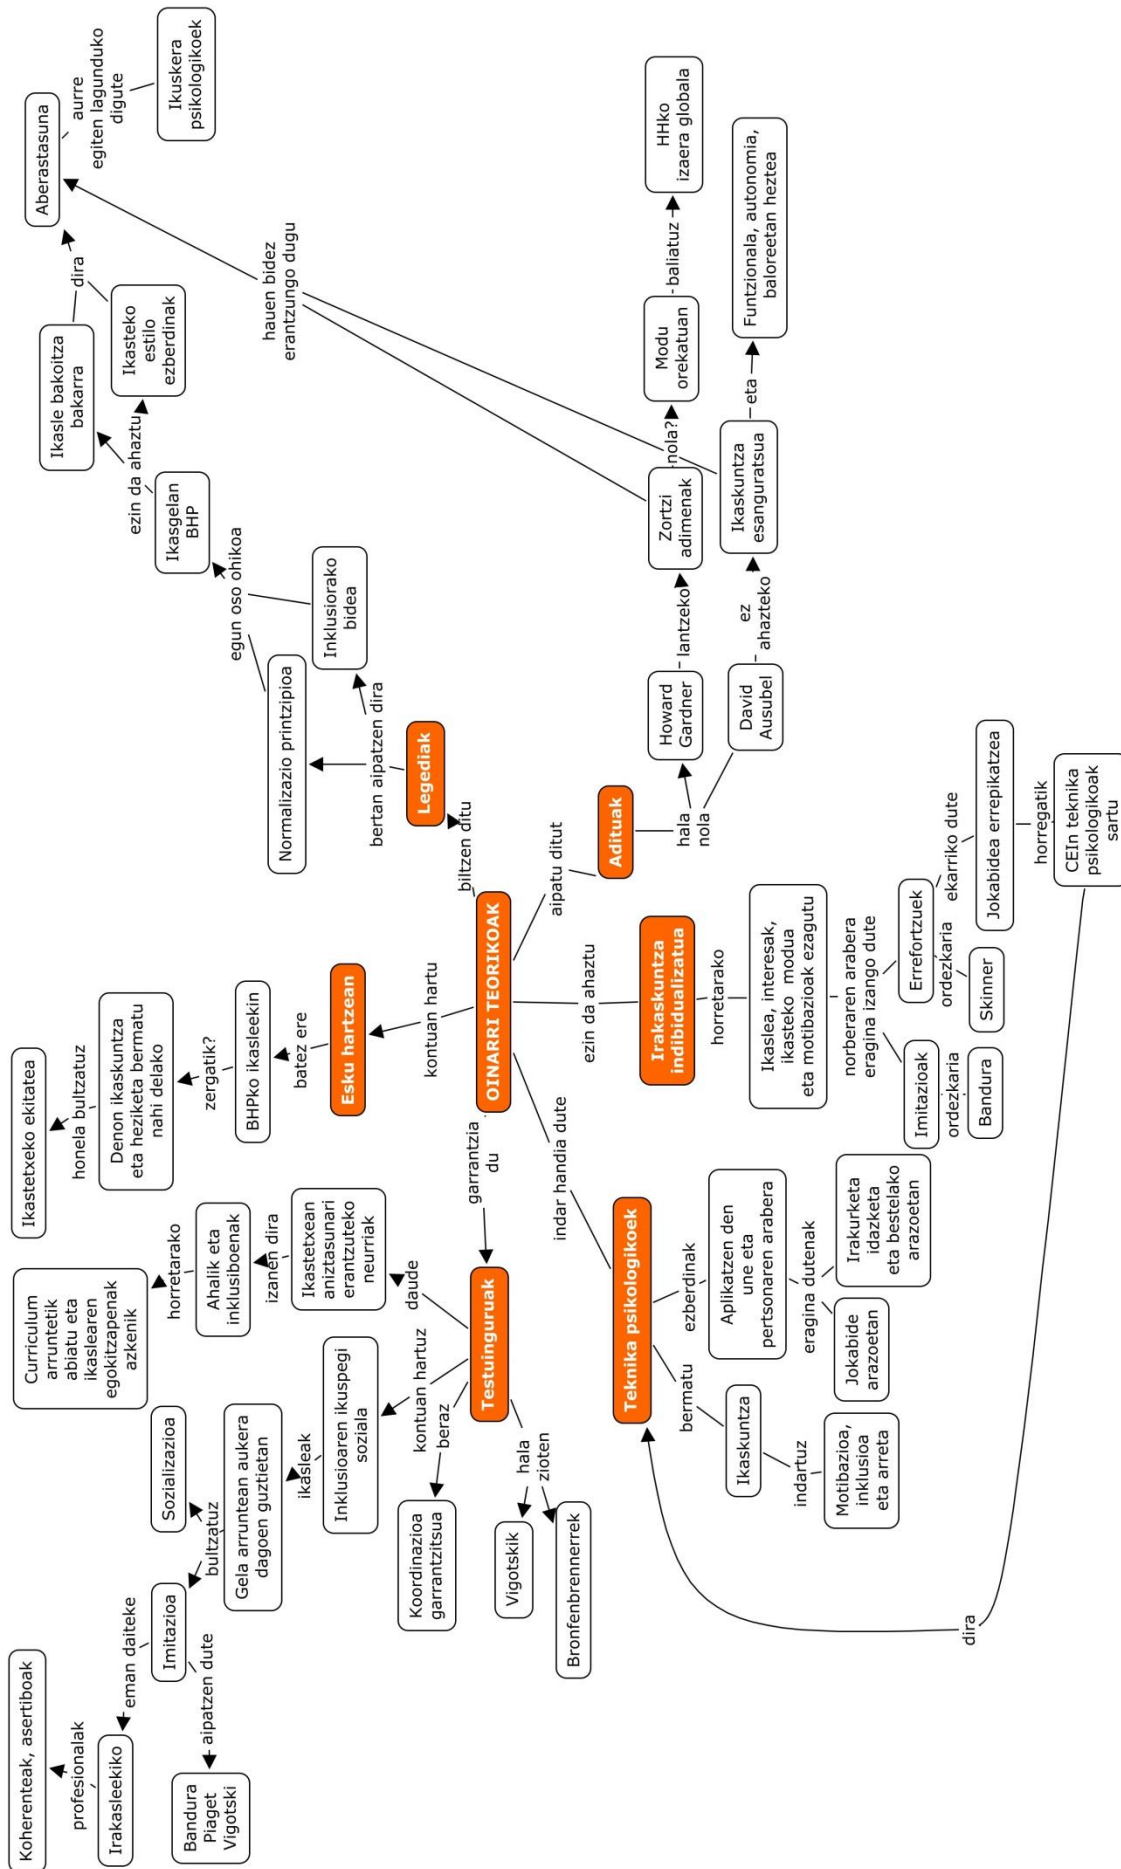 Koherenteak, asertiboak
profesionalak
Irakasleekiko
eman daiteke
Imitazioa
aipatzen dute
Bandura
Piaget
Vigotski
bultzatuz
Sozializazioa
Gela arruntean aukera
dagoen guztietan
ikasleak
Inklusioaren ikuspegi
soziala
kontuan hartuz
Curriculum
arruntetik
abiatu eta
ikaslearen
egokitzapenak
azkenik
horretarako
Ahalik eta
inklusiboenak
izanen dira
Ikastetxean
aniztasunari
erantzuteko
neurriak
daude
Koordinazioa
garrantzitsua
beraz
Vigotskik
hala
zioten
Bronfenbrennerrek
Testuinguruak
garrantzia
du
Ikastetxeko ekitatea
honela bultzatuz
Denon ikaskuntza
eta heziketa bermatu
nahi delako
zergatik?
BHPko ikasleekin
batez ere
Esku hartzean
kontuan hartu
OINARRI TEORIKOAK
biltzen ditu
Legediak
bertan aipatzen dira
Normalizazio printzipioa
Inklusiorako
bidea
egun oso ohikoa
Ikasgelan
BHP
ezin da ahaztu
Ikasle bakoitza
bakarra
Ikasteko
estilo
ezberdinak
dira
Aberastasuna
aurre
egiten lagunduko
digute
Ikuskera
psikologikoek
hauen bidez
erantzungo dugu
aipatu ditut
Adituak
hala
nola
Howard
Gardner
lantzeko
Zortzi
adimenak
nola?
Modu
orekatuan
baliatuz
HHko
izaera globala
David
Ausubel
ez
ahazteko
Ikaskuntza
esanguratsua
eta
Funtzionala, autonomia,
baloreetan heztea
ezin da ahaztu
Irakaskuntza
indibidualizatua
horretarako
Ikaslea, interesak,
ikasteko modua
eta motibazioak ezagutu
norberaren arabera
eragina izango dute
Imitazioak
ordezkaria
Bandura
Errefortzuek
ordezkaria
Skinner
ekarriko dute
Jokabidea errepikatzea
horregatik
CEIn teknika
psikologikoak
sartu
dira
indar handia dute
Teknika psikologikoek
bermatu
Ikaskuntza
indartuz
Motibazioa,
inklusioa
eta arreta
ezberdinak
Aplikatzen den
une eta
pertsonaren arabera
eragina dutenak
Jokabide
arazoetan
Irakurketa
idazketa
eta bestelako
arazoetan